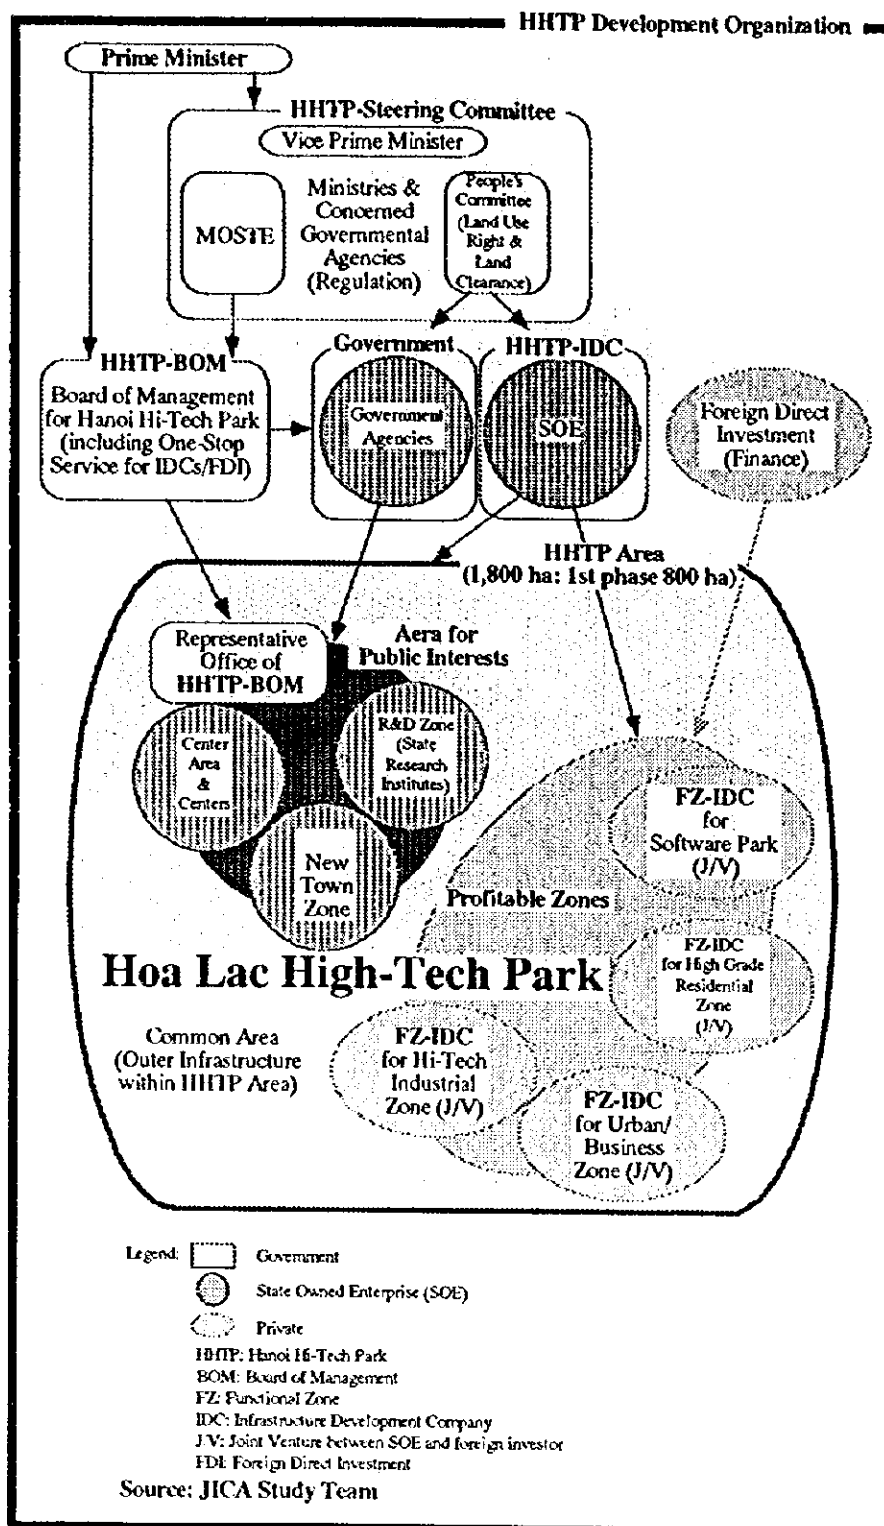 HHTP Development Organization
Prime Minister
HHTP-Steering Committee
Vice Prime Minister
MOSTE
Ministries &
Concerned
Governmental
Agencies
(Regulation)
People's
Committee
(Land Use
Right &
Land
Clearance)
HHTP-BOM
Board of Management
for Hanoi Hi-Tech Park
(including One-Stop
Service for IDCs/FDI)
Government
Government
Agencies
HHTP-IDC
SOE
Foreign Direct
Investment
(Finance)
HHTP Area
(1,800 ha: 1st phase 800 ha)
Representative
Office of
HHTP-BOM
Aera for
Public Interests
Center
Area
&
Centers
R&D Zone
(State
Research
Institutes)
New
Town
Zone
FZ-IDC
for
Software Park
(J/V)
Profitable Zones
FZ-IDC
for High Grade
Residential
Zone
(J/V)
Hoa Lac High-Tech Park
Common Area
(Outer Infrastructure
within HHTP Area)
FZ-IDC
for Hi-Tech
Industrial
Zone (J/V)
FZ-IDC
for Urban/
Business
Zone (J/V)
Legend:
Government
State Owned Enterprise (SOE)
Private
HHTP: Hanoi Hi-Tech Park
BOM: Board of Management
FZ: Functional Zone
IDC: Infrastructure Development Company
J/V: Joint Venture between SOE and foreign investor
FDI: Foreign Direct Investment
Source: JICA Study Team